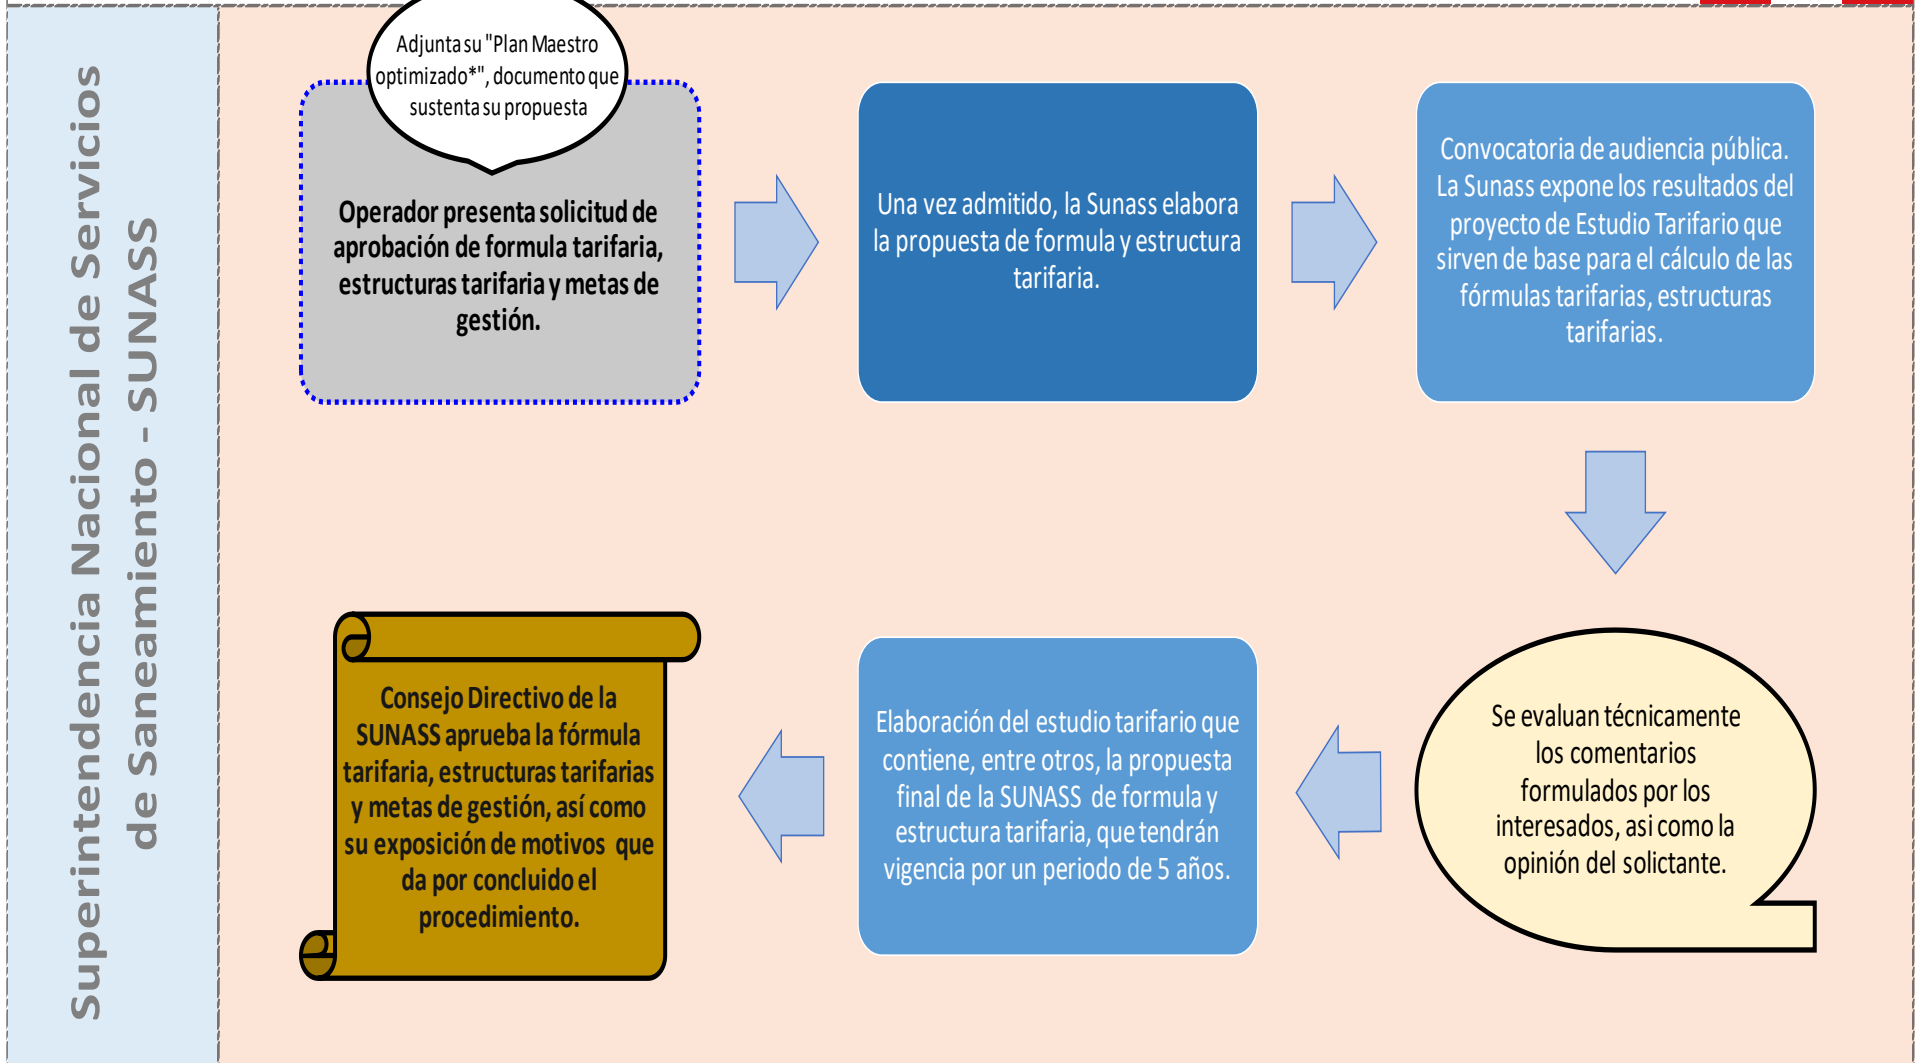 Superintendencia Nacional de Servicios
de Saneamiento - SUNASS
Adjunta su "Plan Maestro
optimizado*", documento que
sustenta su propuesta
Operador presenta solicitud de
aprobación de formula tarifaria,
estructuras tarifaria y metas de
gestión.
Una vez admitido, la Sunass elabora
la propuesta de formula y estructura
tarifaria.
Convocatoria de audiencia pública.
La Sunass expone los resultados del
proyecto de Estudio Tarifario que
sirven de base para el cálculo de las
fórmulas tarifarias, estructuras
tarifarias.
Se evaluan técnicamente
los comentarios
formulados por los
interesados, asi como la
opinión del solictante.
Elaboración del estudio tarifario que
contiene, entre otros, la propuesta
final de la SUNASS de formula y
estructura tarifaria, que tendrán
vigencia por un periodo de 5 años.
Consejo Directivo de la
SUNASS aprueba la fórmula
tarifaria, estructuras tarifarias
y metas de gestión, así como
su exposición de motivos que
da por concluido el
procedimiento.